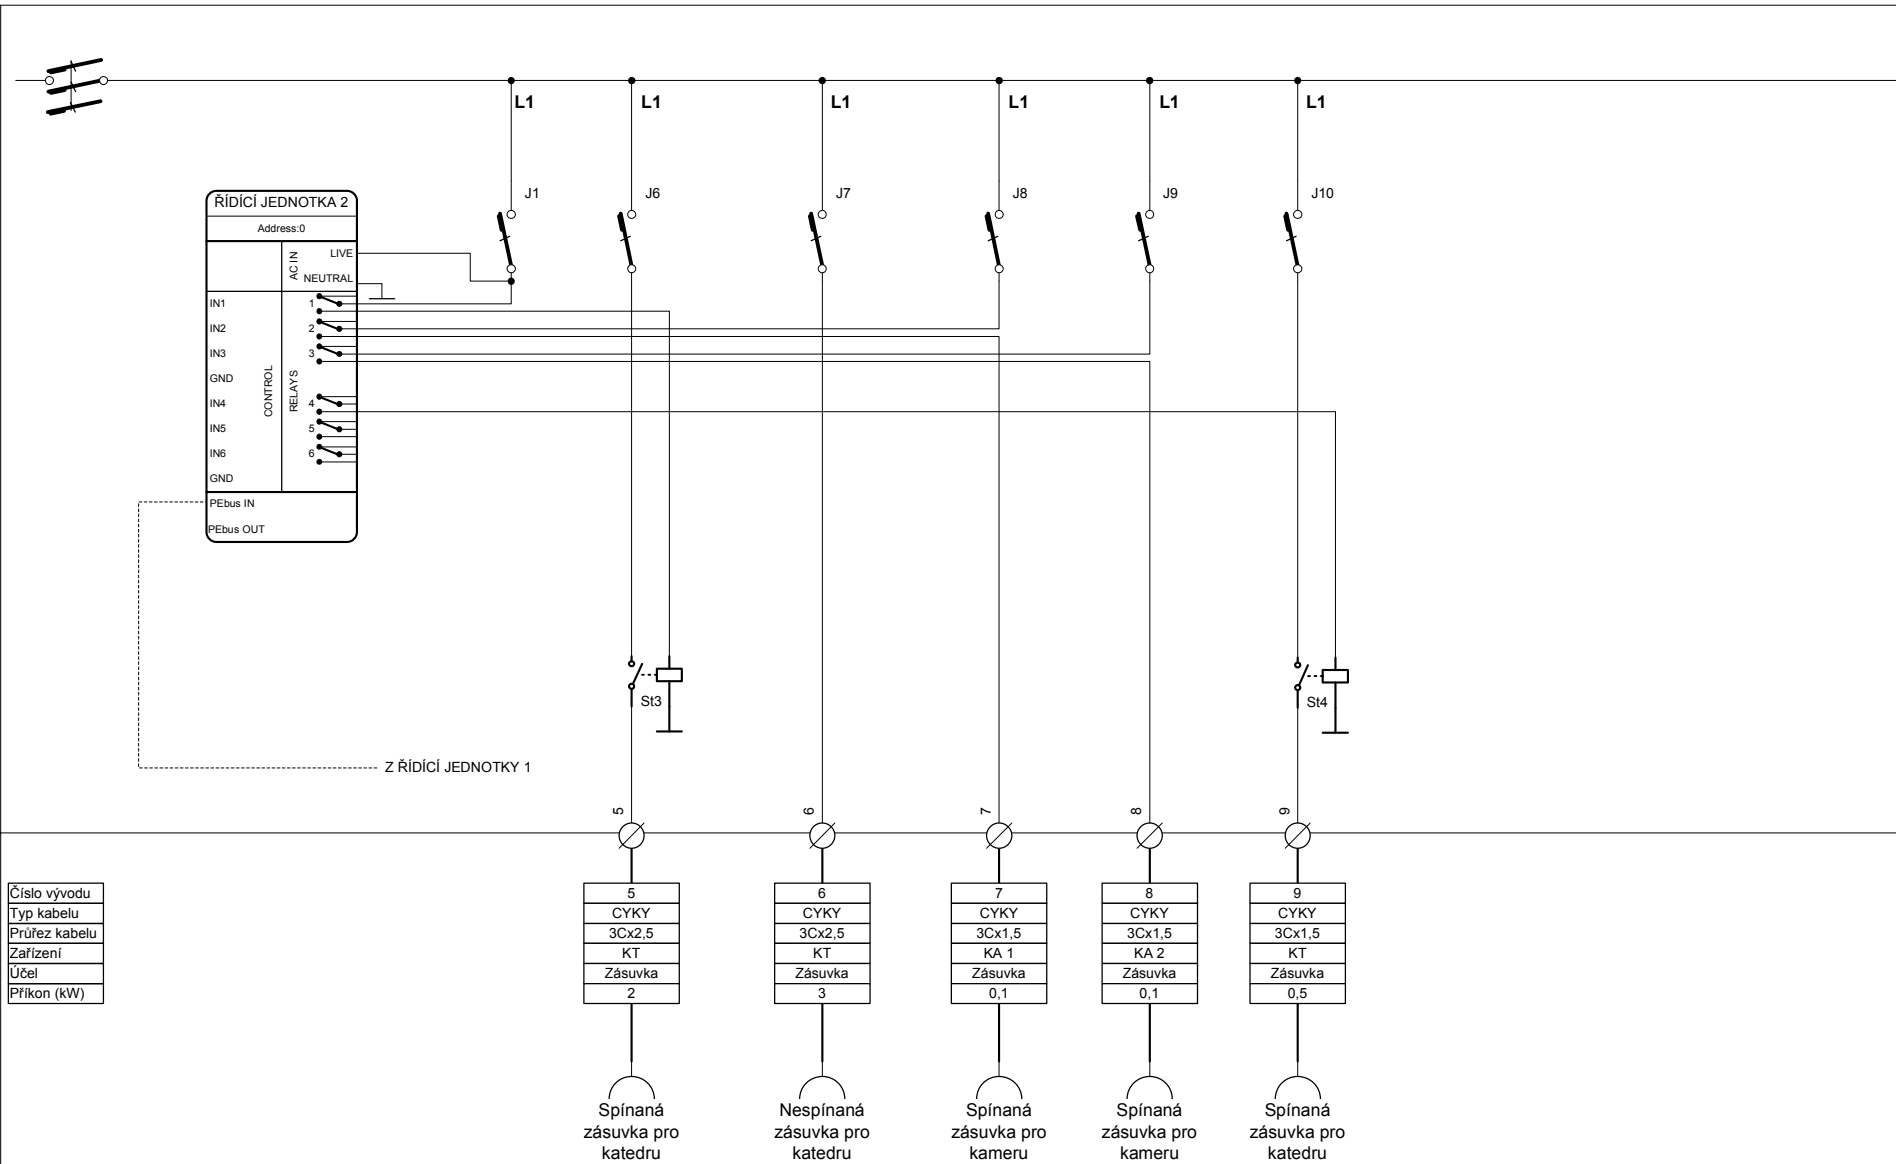 L1 L1 L1 L1 L1 L1
J1 J6 J7 J8 J9 J10
ŘÍDÍCÍ JEDNOTKA 2
Address:0
AC IN
LIVE
NEUTRAL
IN1
IN2
IN3
GND
IN4
IN5
IN6
GND
CONTROL
RELAYS
1
2
3
4
5
6
PEbus IN
PEbus OUT
St3 St4
Z ŘÍDÍCÍ JEDNOTKY 1
5 6 7 8 9
Číslo vývodu 5 6 7 8 9
Typ kabelu CYKY CYKY CYKY CYKY CYKY
Průřez kabelu 3Cx2,5 3Cx2,5 3Cx1,5 3Cx1,5 3Cx1,5
Zařízení KT KT KA 1 KA 2 KT
Účel Zásuvka Zásuvka Zásuvka Zásuvka Zásuvka
Příkon (kW) 2 3 0,1 0,1 0,5
Spínaná
zásuvka pro
katedru
Nespínaná
zásuvka pro
katedru
Spínaná
zásuvka pro
kameru
Spínaná
zásuvka pro
kameru
Spínaná
zásuvka pro
katedru